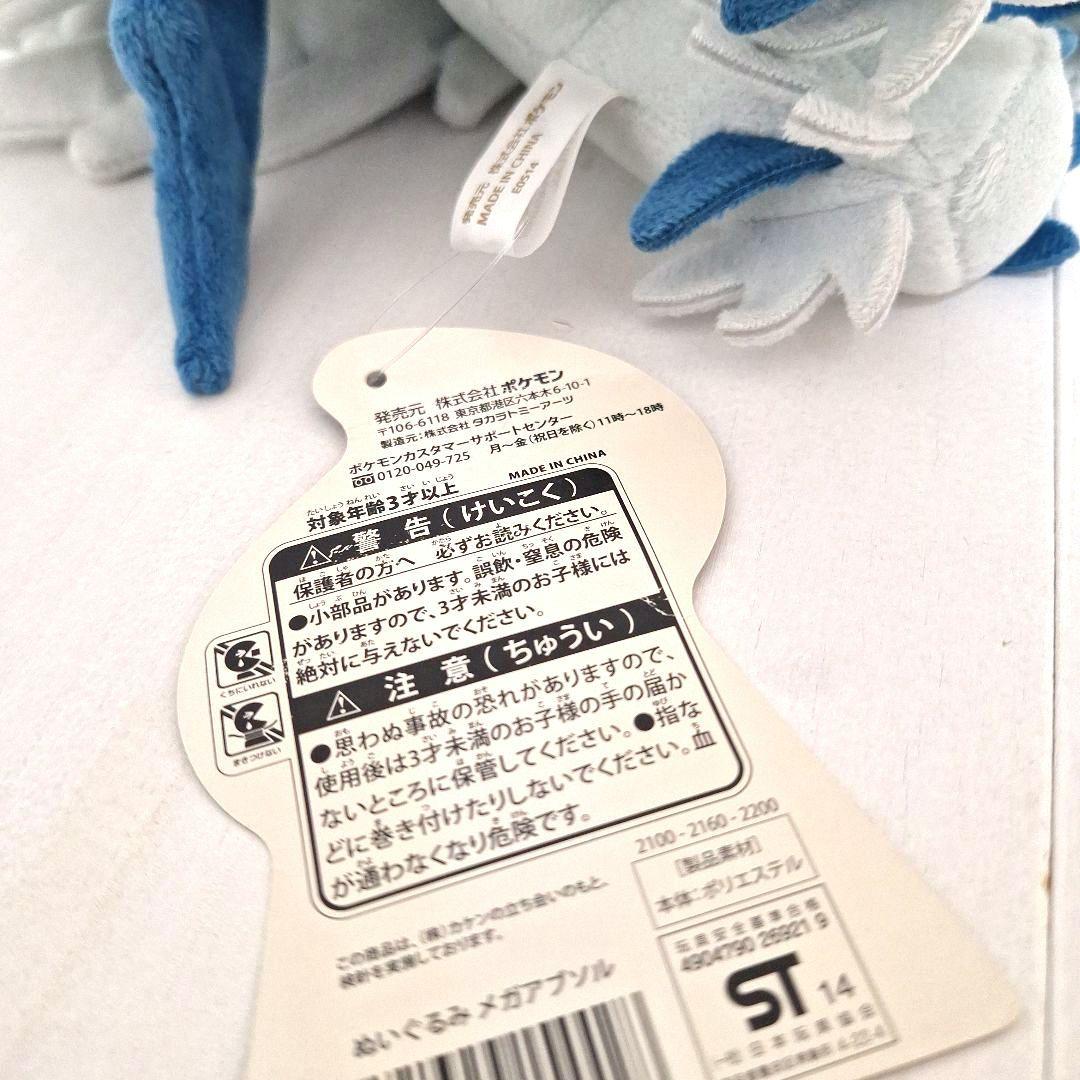 発売元 株式会社ポケモン
MADE IN CHINA
E0514
発売元 株式会社ポケモン
〒106-6118 東京都港区六本木6-10-1
製造元:株式会社タカラトミーアーツ
ポケモンカスタマーサポートセンター
0120-049-725 月〜金(祝日を除く)11時〜18時
MADE IN CHINA
対象年齢3才以上
警告(けいこく)
保護者の方へ 必ずお読みください。
●小部品があります。誤飲・窒息の危険
がありますので、3才未満のお子様には
絶対に与えないでください。
くちにいれない
まきつけない
注意(ちゅうい)
●思わぬ事故の恐れがありますので、
使用後は3才未満のお子様の手の届か
ないところに保管してください。●指な
どに巻き付けたりしないでください。血
が通わなくなり危険です。
2100-2160-2200
[製品素材]
本体:ポリエステル
この商品は、(株)カケンの立ち会いのもと、
検針を実施しております。
ぬいぐるみ メガアブソル
玩具安全基準合格
4904790 26921 9
ST 14
一社 日本玩具協会